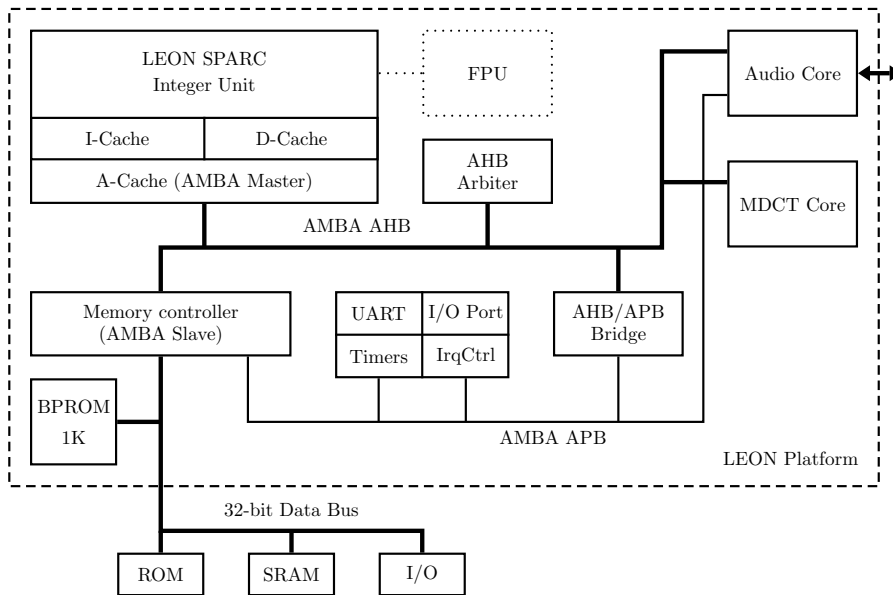 LEON SPARC
Integer Unit
FPU
Audio Core
I-Cache
D-Cache
A-Cache (AMBA Master)
AHB
Arbiter
MDCT Core
AMBA AHB
Memory controller
(AMBA Slave)
UART
I/O Port
Timers
IrqCtrl
AHB/APB
Bridge
BPROM
1K
AMBA APB
LEON Platform
32-bit Data Bus
ROM
SRAM
I/O